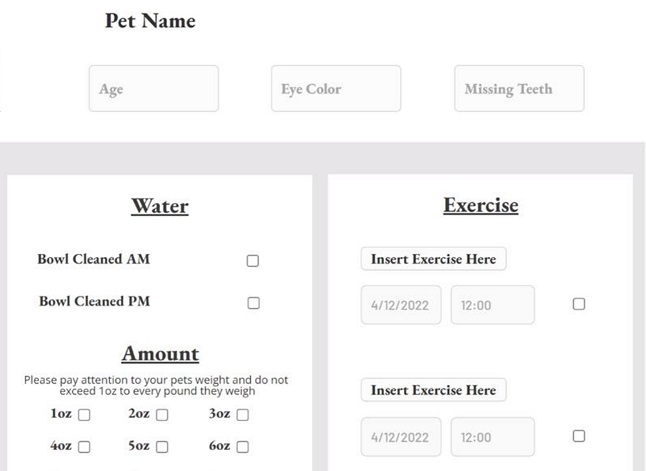 Pet Name
Age
Eye Color
Missing Teeth
Water
Bowl Cleaned AM
Bowl Cleaned PM
Amount
Please pay attention to your pets weight and do not
exceed 1oz to every pound they weigh
1oz 2oz 3oz
4oz 5oz 6oz
Exercise
Insert Exercise Here
4/12/2022 12:00
Insert Exercise Here
4/12/2022 12:00